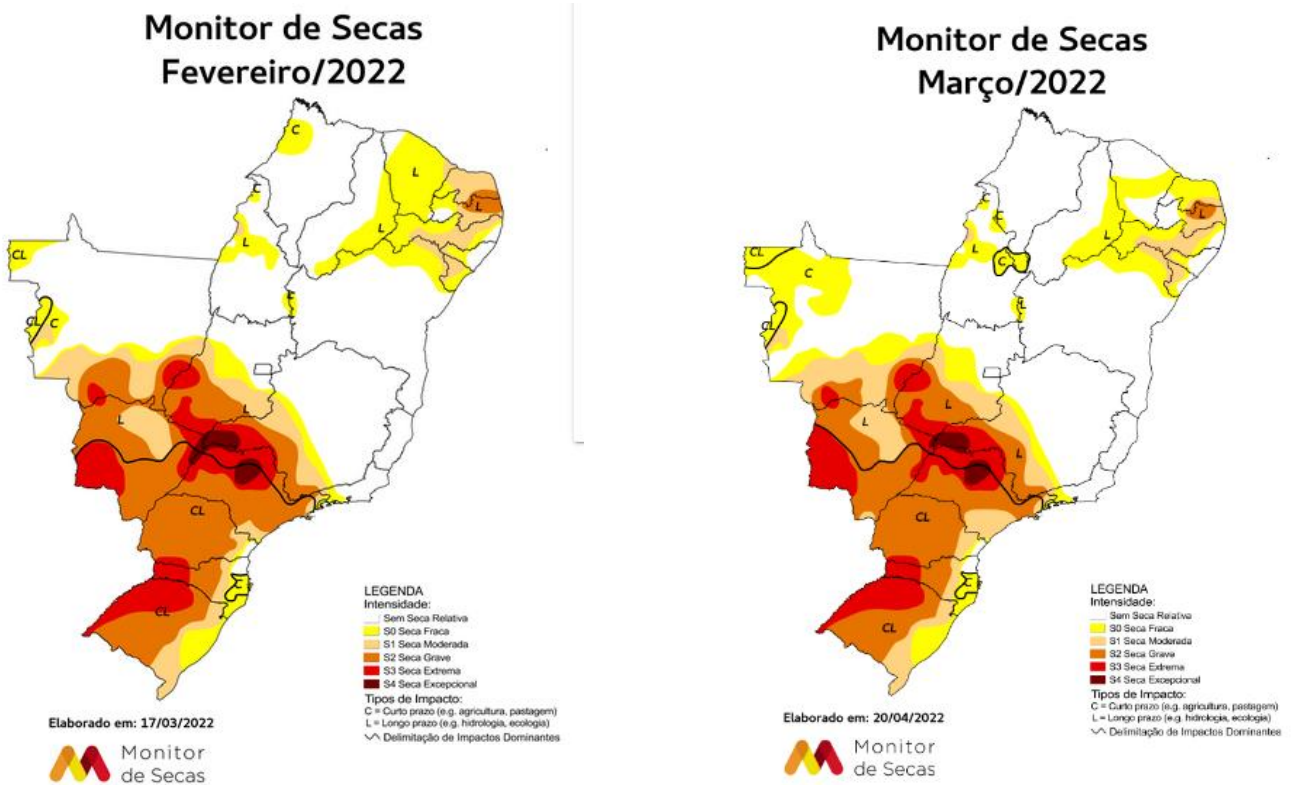 Monitor de Secas
Fevereiro/2022
C
L
C
L
L
L
CL
C
CL
C
L
L
CL
C
CL
LEGENDA
Intensidade:
Sem Seca Relativa
S0 Seca Fraca
S1 Seca Moderada
S2 Seca Grave
S3 Seca Extrema
S4 Seca Excepcional
Tipos de Impacto:
C = Curto prazo (e.g. agricultura, pastagem)
L = Longo prazo (e.g. hidrologia, ecologia)
Delimitação de Impactos Dominantes
Elaborado em: 17/03/2022
Monitor
de Secas
Monitor de Secas
Março/2022
C
C
L
L
L
C
CL
C
L
CL
C
L
L
L
CL
C
CL
LEGENDA
Intensidade:
Sem Seca Relativa
S0 Seca Fraca
S1 Seca Moderada
S2 Seca Grave
S3 Seca Extrema
S4 Seca Excepcional
Tipos de Impacto:
C = Curto prazo (e.g. agricultura, pastagem)
L = Longo prazo (e.g. hidrologia, ecologia)
Delimitação de Impactos Dominantes
Elaborado em: 20/04/2022
Monitor
de Secas